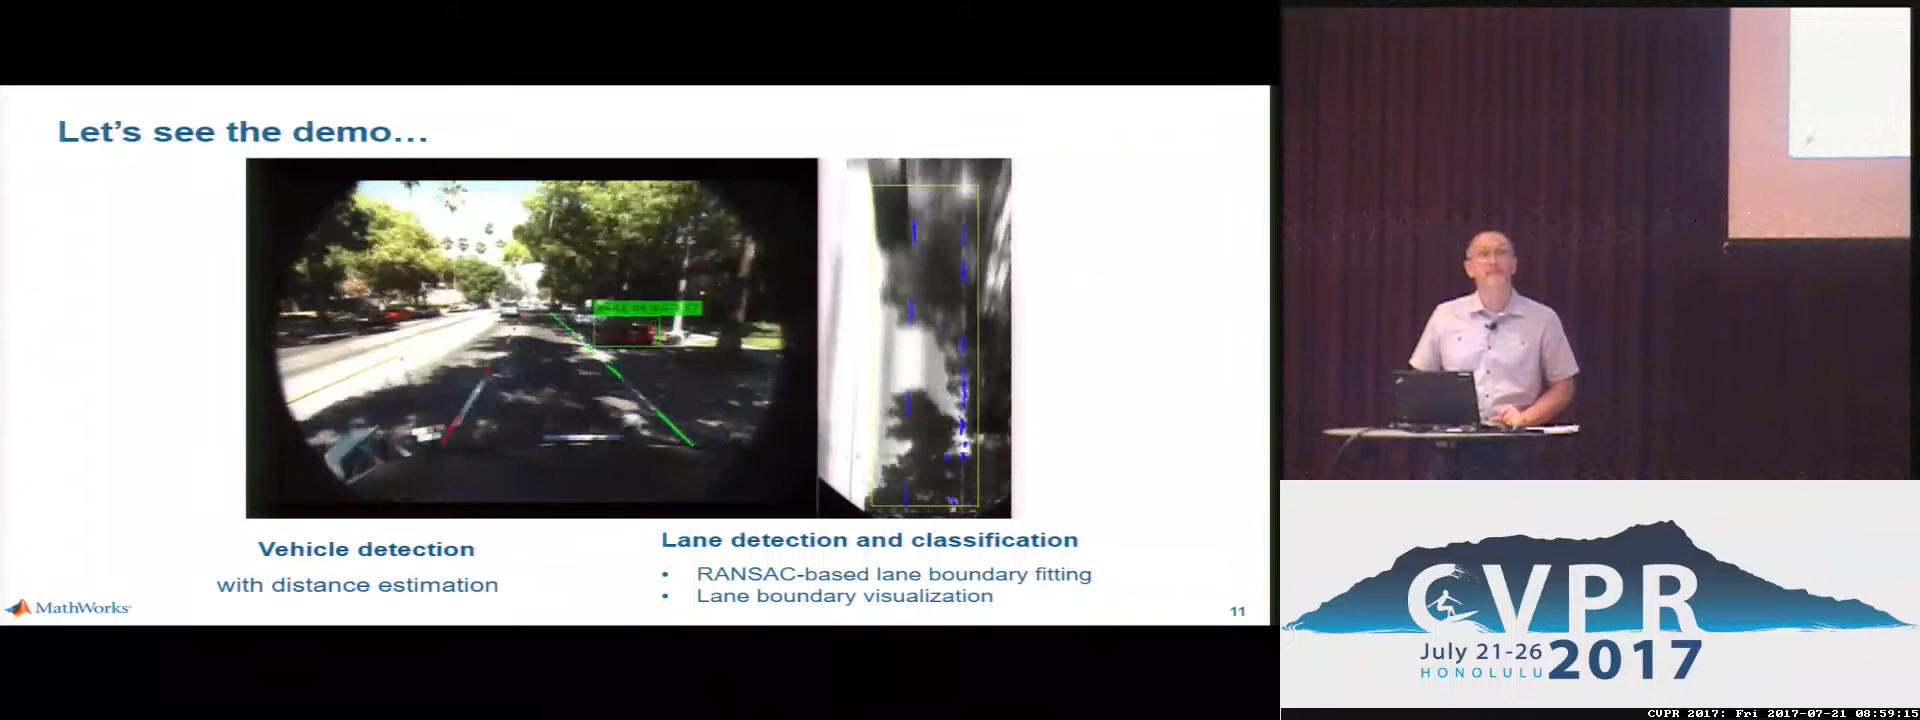 Let's see the demo...
Vehicle detection
with distance estimation
Lane detection and classification
• RANSAC-based lane boundary fitting
• Lane boundary visualization
MathWorks
11
CVPR
July 21-26
HONOLULU
2017
CVPR 2017: Fri 2017-07-21 08:59:15